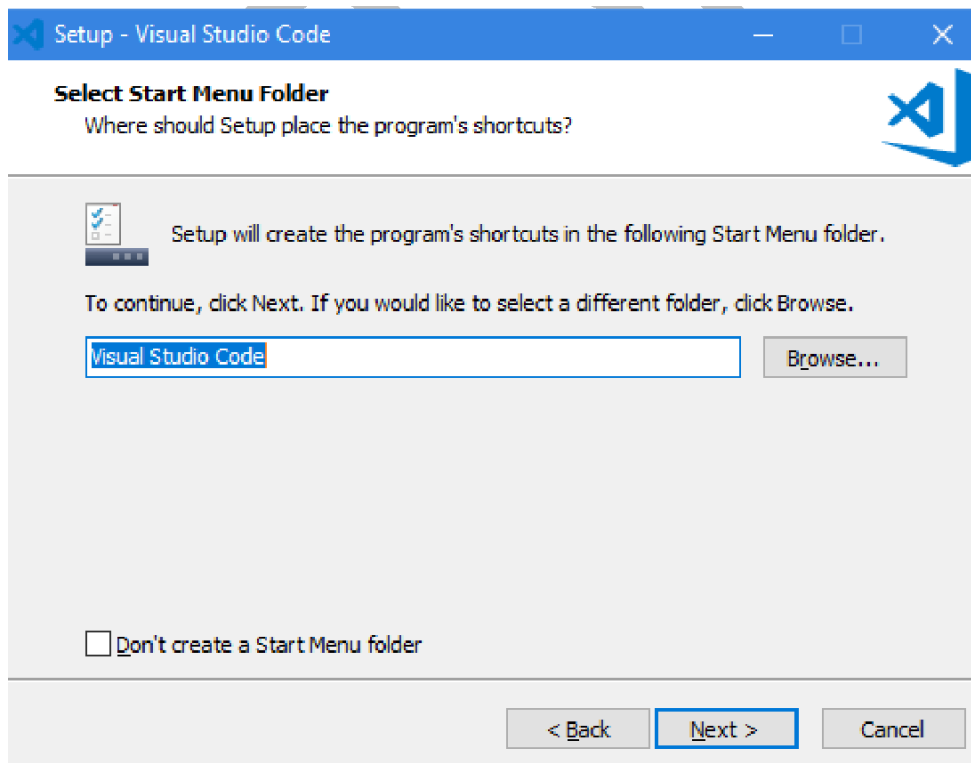 Setup - Visual Studio Code
Select Start Menu Folder
Where should Setup place the program's shortcuts?
Setup will create the program's shortcuts in the following Start Menu folder.
To continue, click Next. If you would like to select a different folder, click Browse.
Visual Studio Code
Browse...
Don't create a Start Menu folder
< Back
Next >
Cancel